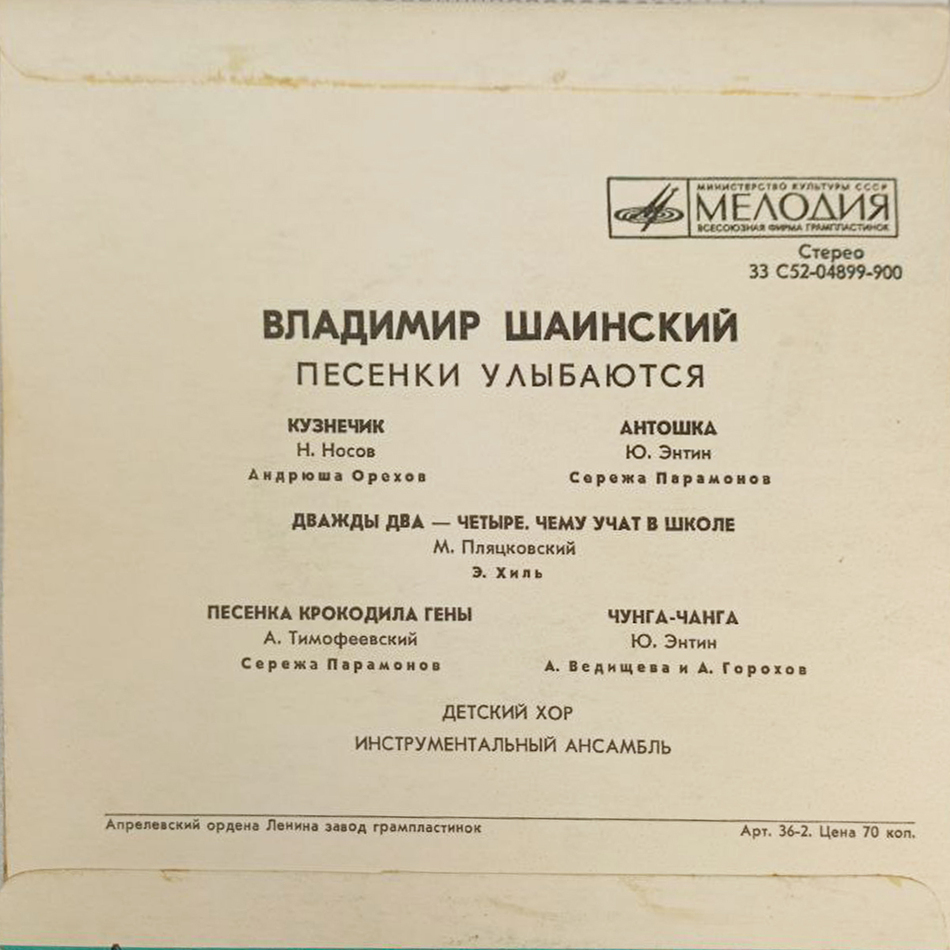 МИНИСТЕРСТВО КУЛЬТУРЫ СССР
МЕЛОДИЯ
ВСЕСОЮЗНАЯ ФИРМА ГРАМПЛАСТИНОК
Стерео
33 С52-04899-900
ВЛАДИМИР ШАИНСКИЙ
ПЕСЕНКИ УЛЫБАЮТСЯ
КУЗНЕЧИК
Н. Носов
Андрюша Орехов
АНТОШКА
Ю. Энтин
Сережа Парамонов
ДВАЖДЫ ДВА — ЧЕТЫРЕ. ЧЕМУ УЧАТ В ШКОЛЕ
М. Пляцковский
Э. Хиль
ПЕСЕНКА КРОКОДИЛА ГЕНЫ
А. Тимофеевский
Сережа Парамонов
ЧУНГА-ЧАНГА
Ю. Энтин
А. Ведищева и А. Горохов
ДЕТСКИЙ ХОР
ИНСТРУМЕНТАЛЬНЫЙ АНСАМБЛЬ
Апрелевский ордена Ленина завод грампластинок
Арт. 36-2. Цена 70 коп.